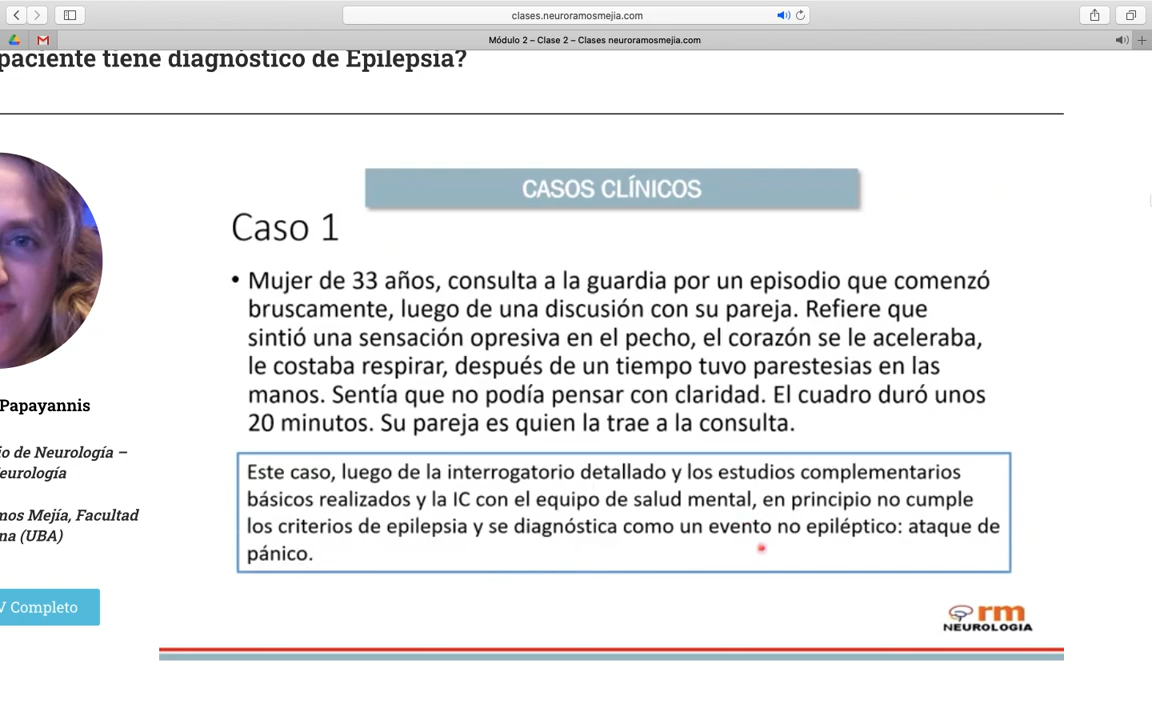 clases.neuroramosmejia.com
Módulo 2 – Clase 2 – Clases neuroramosmejia.com
paciente tiene diagnóstico de Epilepsia?
CASOS CLÍNICOS
Caso 1
• Mujer de 33 años, consulta a la guardia por un episodio que comenzó
bruscamente, luego de una discusión con su pareja. Refiere que
sintió una sensación opresiva en el pecho, el corazón se le aceleraba,
le costaba respirar, después de un tiempo tuvo parestesias en las
manos. Sentía que no podía pensar con claridad. El cuadro duró unos
20 minutos. Su pareja es quien la trae a la consulta.
Este caso, luego de la interrogatorio detallado y los estudios complementarios
básicos realizados y la IC con el equipo de salud mental, en principio no cumple
los criterios de epilepsia y se diagnóstica como un evento no epiléptico: ataque de
pánico.
Papayannis
io de Neurología –
eurología
mos Mejía, Facultad
na (UBA)
V Completo
rm
NEUROLOGIA